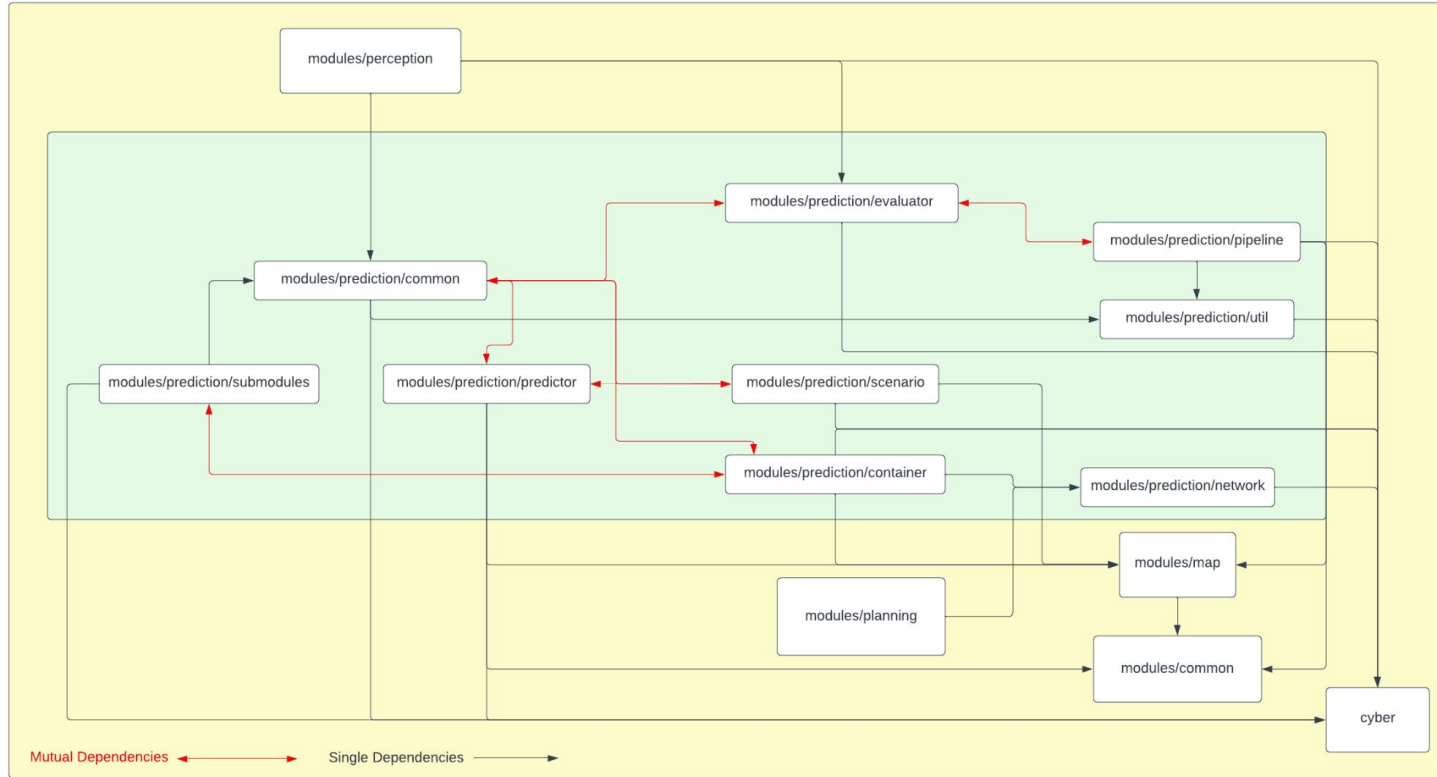 modules/perception
modules/prediction/evaluator
modules/prediction/pipeline
modules/prediction/common
modules/prediction/util
modules/prediction/submodules
modules/prediction/predictor
modules/prediction/scenario
modules/prediction/container
modules/prediction/network
modules/map
modules/planning
modules/common
cyber
Mutual Dependencies
Single Dependencies